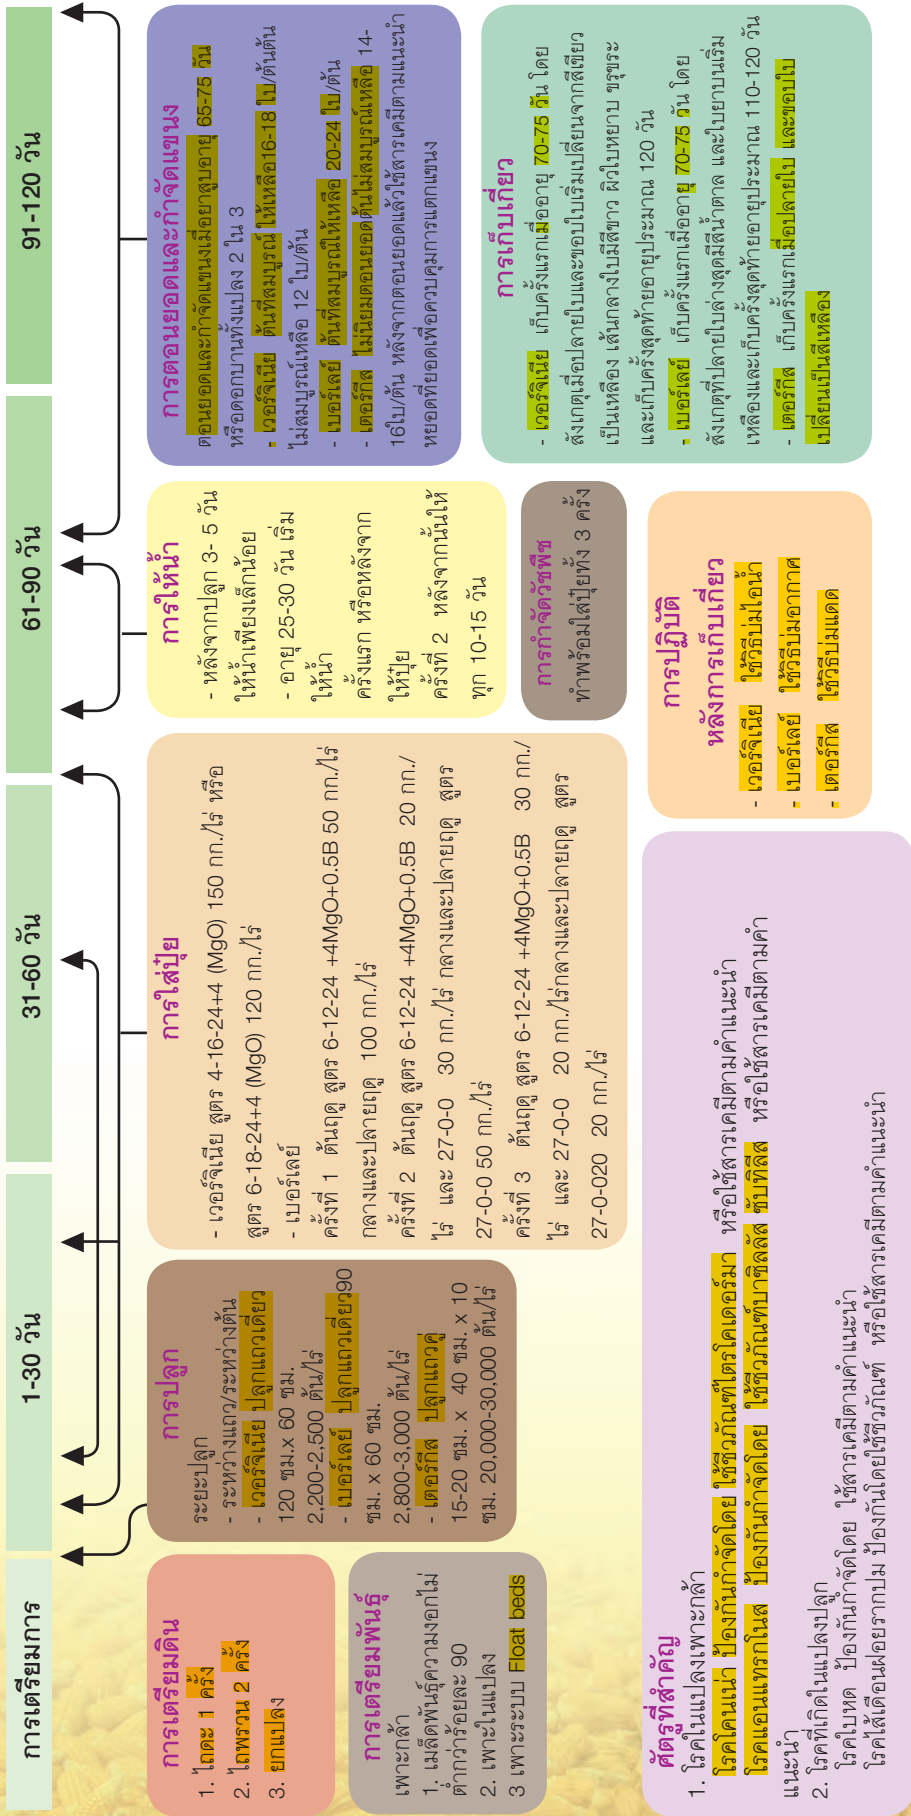 การเตรียมการ
1-30 วัน
31-60 วัน
61-90 วัน
91-120 วัน
การเตรียมดิน
1. ไถดะ 1 ครั้ง
2. ไถพรวน 2 ครั้ง
3. ยกแปลง
การเตรียมพันธุ์
เพาะกล้า
1. เมล็ดพันธุ์ความงอกไม่
ต่ำกว่าร้อยละ 90
2. เพาะในแปลง
3 เพาะระบบ Float beds
การปลูก
ระยะปลูก
- ระหว่างแถว/ระหว่างต้น
- เวอร์จิเนีย ปลูกแถวเดียว
120 ซม.x 60 ซม.
2,200-2,500 ต้น/ไร่
- เบอร์เลย์ ปลูกแถวเดียว90
ซม. x 60 ซม.
2,800-3,000 ต้น/ไร่
- เตอร์กีส ปลูกแถวคู่
15-20 ซม. x 40 ซม. x 10
ซม. 20,000-30,000 ต้น/ไร่
การใส่ปุ๋ย
- เวอร์จิเนีย สูตร 4-16-24+4 (MgO) 150 กก./ไร่ หรือ
สูตร 6-18-24+4 (MgO) 120 กก./ไร่
- เบอร์เลย์
ครั้งที่ 1 ต้นฤดู สูตร 6-12-24 +4MgO+0.5B 50 กก./ไร่
กลางและปลายฤดู 100 กก./ไร่
ครั้งที่ 2 ต้นฤดู สูตร 6-12-24 +4MgO+0.5B 20 กก./
ไร่ และ 27-0-0 30 กก./ไร่ กลางและปลายฤดู สูตร
27-0-0 50 กก./ไร่
ครั้งที่ 3 ต้นฤดู สูตร 6-12-24 +4MgO+0.5B 30 กก./
ไร่ และ 27-0-0 20 กก./ไร่กลางและปลายฤดู สูตร
27-0-020 20 กก./ไร่
การให้น้ำ
- หลังจากปลูก 3- 5 วัน
ให้น้ำเพียงเล็กน้อย
- อายุ 25-30 วัน เริ่ม
ให้น้ำ
ครั้งแรก หรือหลังจาก
ให้ปุ๋ย
ครั้งที่ 2 หลังจากนั้นให้
ทุก 10-15 วัน
การกำจัดวัชพืช
ทำพร้อมใส่ปุ๋ยทั้ง 3 ครั้ง
การตอนยอดและกำจัดแขนง
ตอนยอดและกำจัดแขนงเมื่อยาสูบอายุ 65-75 วัน
หรือดอกบานทั้งแปลง 2 ใน 3
- เวอร์จิเนีย ต้นที่สมบูรณ์ ให้เหลือ16-18 ใบ/ต้นต้น
ไม่สมบูรณ์เหลือ 12 ใบ/ต้น
- เบอร์เลย์ ต้นที่สมบูรณ์ให้เหลือ 20-24 ใบ/ต้น
- เตอร์กีส ไม่นิยมตอนยอดต้นไม่สมบูรณ์เหลือ 14-
16ใบ/ต้น หลังจากตอนยอดแล้วใช้สารเคมีตามแนะนำ
หยอดที่ยอดเพื่อควบคุมการแตกแขนง
การเก็บเกี่ยว
- เวอร์จิเนีย เก็บครั้งแรกเมื่ออายุ 70-75 วัน โดย
สังเกตุเมื่อปลายใบและขอบใบเริ่มเปลี่ยนจากสีเขียว
เป็นเหลือง เส้นกลางใบมีสีขาว ผิวใบหยาบ ขรุขระ
และเก็บครั้งสุดท้ายอายุประมาณ 120 วัน
- เบอร์เลย์ เก็บครั้งแรกเมื่ออายุ 70-75 วัน โดย
สังเกตุที่ปลายใบล่างสุดมีสีน้ำตาล และใบยาบนเริ่ม
เหลืองและเก็บครั้งสุดท้ายอายุประมาณ 110-120 วัน
- เตอร์กีส เก็บครั้งแรกเมื่อปลายใบ และขอบใบ
เปลี่ยนเป็นสีเหลือง
ศัตรูที่สำคัญ
1. โรคในแปลงเพาะกล้า
โรคโคนเน่า ป้องกันกำจัดโดย ใช้ชีวภัณฑ์ไตรโคเดอร์มา หรือใช้สารเคมีตามคำแนะนำ
โรคแอนแทรกโนส ป้องกันกำจัดโดย ใช้ชีวภัณฑ์บาซิลลัส ซับทิลิส หรือใช้สารเคมีตามคำ
แนะนำ
2. โรคที่เกิดในแปลงปลูก
โรคใบหด ป้องกันกำจัดโดย ใช้สารเคมีตามคำแนะนำ
โรคไส้เดือนฝอยรากปม ป้องกันโดยใช้ชีวภัณฑ์ หรือใช้สารเคมีตามคำแนะนำ
การปฏิบัติ
หลังการเก็บเกี่ยว
- เวอร์จิเนีย ใช้วิธีบ่มไอน้ำ
- เบอร์เลย์ ใช้วิธีบ่มอากาศ
- เตอร์กีส ใช้วิธีบ่มแดด